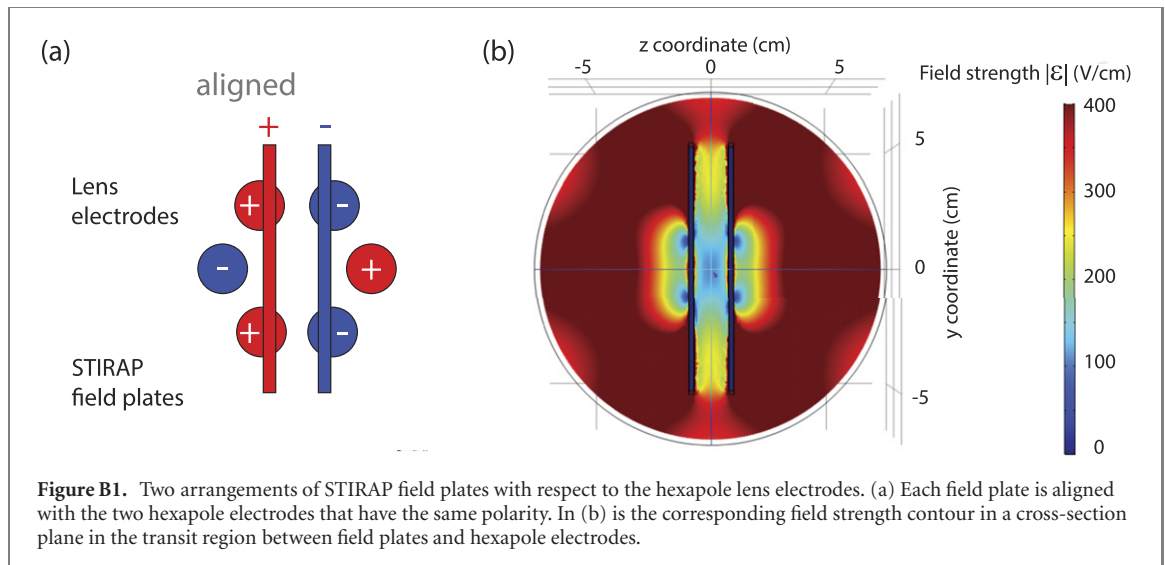 (a)
aligned
+ -
Lens
electrodes
+ -
- +
+ -
STIRAP
field plates
(b)
z coordinate (cm)
-5 0 5
Field strength |ε| (V/cm)
400
300
200
100
0
5
0
-5
y coordinate (cm)
Figure B1. Two arrangements of STIRAP field plates with respect to the hexapole lens electrodes. (a) Each field plate is aligned
with the two hexapole electrodes that have the same polarity. In (b) is the corresponding field strength contour in a cross-section
plane in the transit region between field plates and hexapole electrodes.